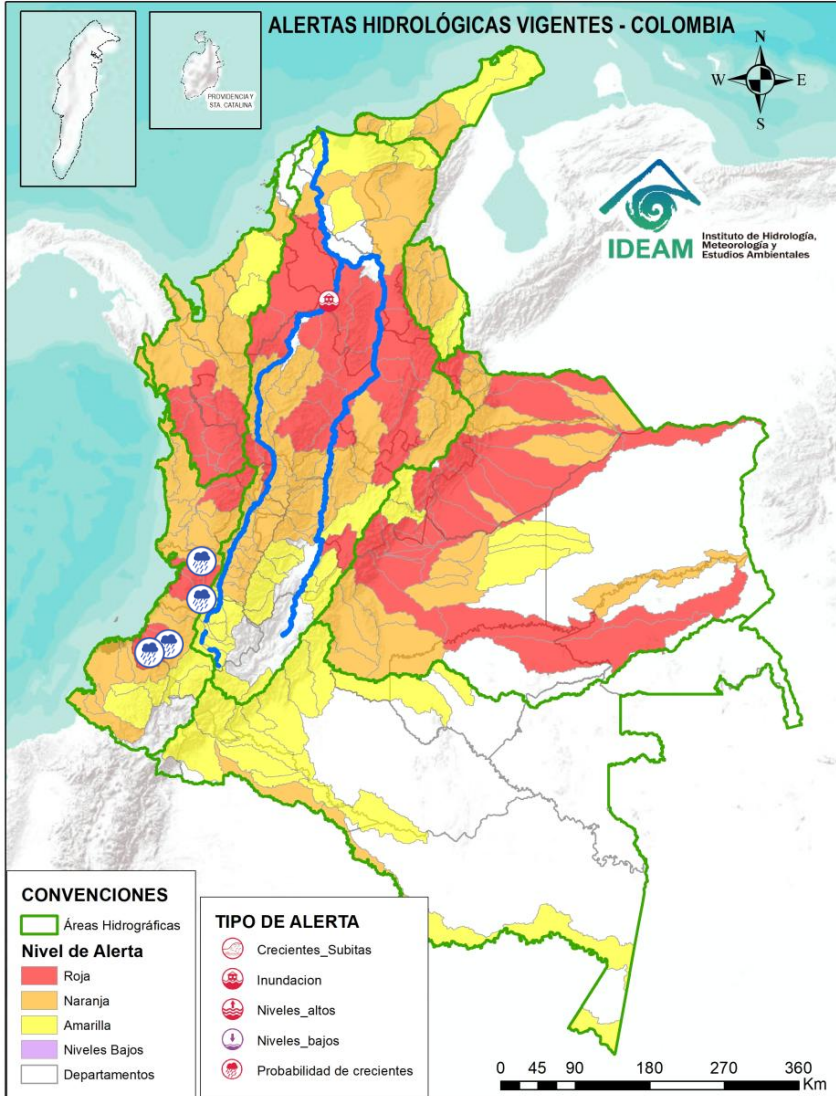 ALERTAS HIDROLÓGICAS VIGENTES - COLOMBIA
PROVIDENCIA Y
STA. CATALINA
N
W
E
S
IDEAM
Instituto de Hidrología,
Meteorología y
Estudios Ambientales
CONVENCIONES
Áreas Hidrográficas
Nivel de Alerta
Roja
Naranja
Amarilla
Niveles Bajos
Departamentos
TIPO DE ALERTA
Crecientes_Subitas
Inundacion
Niveles_altos
Niveles_bajos
Probabilidad de crecientes
0 45 90 180 270 360
Km